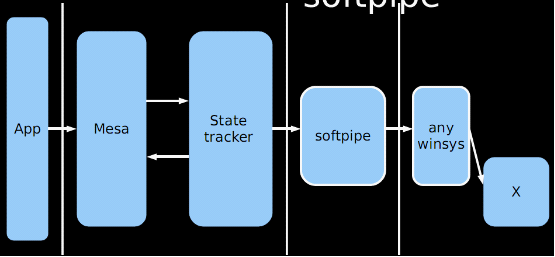 softpipe
App
Mesa
State
tracker
softpipe
any
winsys
X